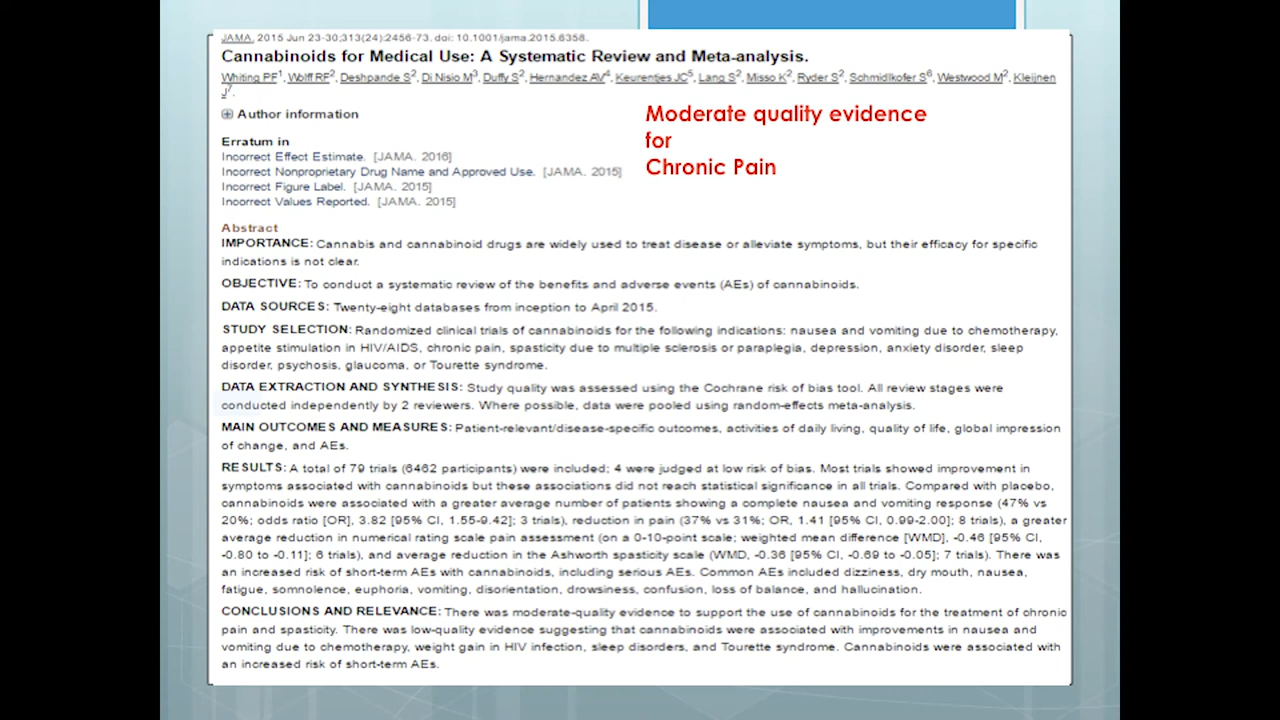 JAMA. 2015 Jun 23-30;313(24):2456-73. doi: 10.1001/jama.2015.6358.
Cannabinoids for Medical Use: A Systematic Review and Meta-analysis.
Whiting PF1, Wolff RF2, Deshpande S2, Di Nisio M3, Duffy S2, Hernandez AV4, Keurentjes JC5, Lang S2, Misso K2, Ryder S2, Schmidlkofer S6, Westwood M2, Kleijnen
J7.
Author information
Moderate quality evidence
for
Chronic Pain
Erratum in
Incorrect Effect Estimate. [JAMA. 2016]
Incorrect Nonproprietary Drug Name and Approved Use. [JAMA. 2015]
Incorrect Figure Label. [JAMA. 2015]
Incorrect Values Reported. [JAMA. 2015]
Abstract
IMPORTANCE: Cannabis and cannabinoid drugs are widely used to treat disease or alleviate symptoms, but their efficacy for specific
indications is not clear.
OBJECTIVE: To conduct a systematic review of the benefits and adverse events (AEs) of cannabinoids.
DATA SOURCES: Twenty-eight databases from inception to April 2015.
STUDY SELECTION: Randomized clinical trials of cannabinoids for the following indications: nausea and vomiting due to chemotherapy,
appetite stimulation in HIV/AIDS, chronic pain, spasticity due to multiple sclerosis or paraplegia, depression, anxiety disorder, sleep
disorder, psychosis, glaucoma, or Tourette syndrome.
DATA EXTRACTION AND SYNTHESIS: Study quality was assessed using the Cochrane risk of bias tool. All review stages were
conducted independently by 2 reviewers. Where possible, data were pooled using random-effects meta-analysis.
MAIN OUTCOMES AND MEASURES: Patient-relevant/disease-specific outcomes, activities of daily living, quality of life, global impression
of change, and AEs.
RESULTS: A total of 79 trials (6462 participants) were included; 4 were judged at low risk of bias. Most trials showed improvement in
symptoms associated with cannabinoids but these associations did not reach statistical significance in all trials. Compared with placebo,
cannabinoids were associated with a greater average number of patients showing a complete nausea and vomiting response (47% vs
20%; odds ratio [OR], 3.82 [95% CI, 1.55-9.42]; 3 trials), reduction in pain (37% vs 31%; OR, 1.41 [95% CI, 0.99-2.00]; 8 trials), a greater
average reduction in numerical rating scale pain assessment (on a 0-10-point scale; weighted mean difference [WMD], -0.46 [95% CI,
-0.80 to -0.11]; 6 trials), and average reduction in the Ashworth spasticity scale (WMD, -0.36 [95% CI, -0.69 to -0.05]; 7 trials). There was
an increased risk of short-term AEs with cannabinoids, including serious AEs. Common AEs included dizziness, dry mouth, nausea,
fatigue, somnolence, euphoria, vomiting, disorientation, drowsiness, confusion, loss of balance, and hallucination.
CONCLUSIONS AND RELEVANCE: There was moderate-quality evidence to support the use of cannabinoids for the treatment of chronic
pain and spasticity. There was low-quality evidence suggesting that cannabinoids were associated with improvements in nausea and
vomiting due to chemotherapy, weight gain in HIV infection, sleep disorders, and Tourette syndrome. Cannabinoids were associated with
an increased risk of short-term AEs.